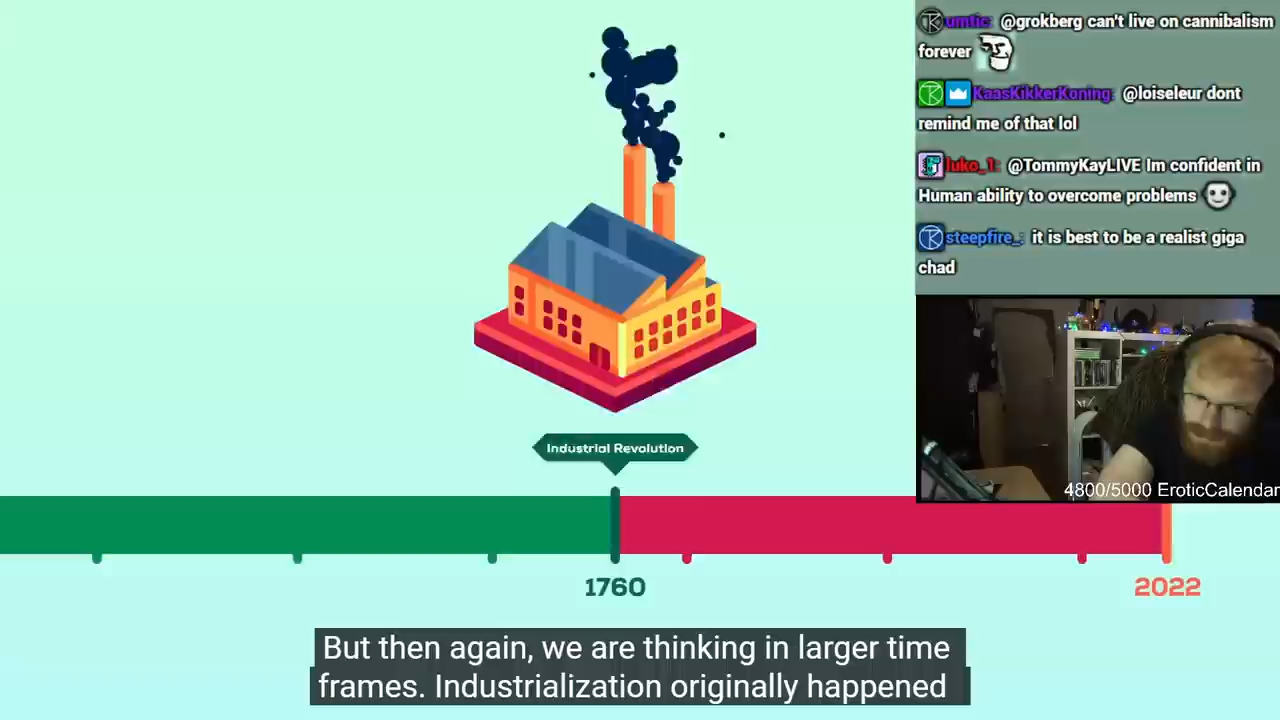 umtic: @grokberg can't live on cannibalism
forever
KaasKikkerKoning: @loiseleur dont
remind me of that lol
luko_1: @TommyKayLIVE Im confident in
Human ability to overcome problems
steepfire_: it is best to be a realist giga
chad
4800/5000 EroticCalendar
Industrial Revolution
1760
2022
But then again, we are thinking in larger time
frames. Industrialization originally happened